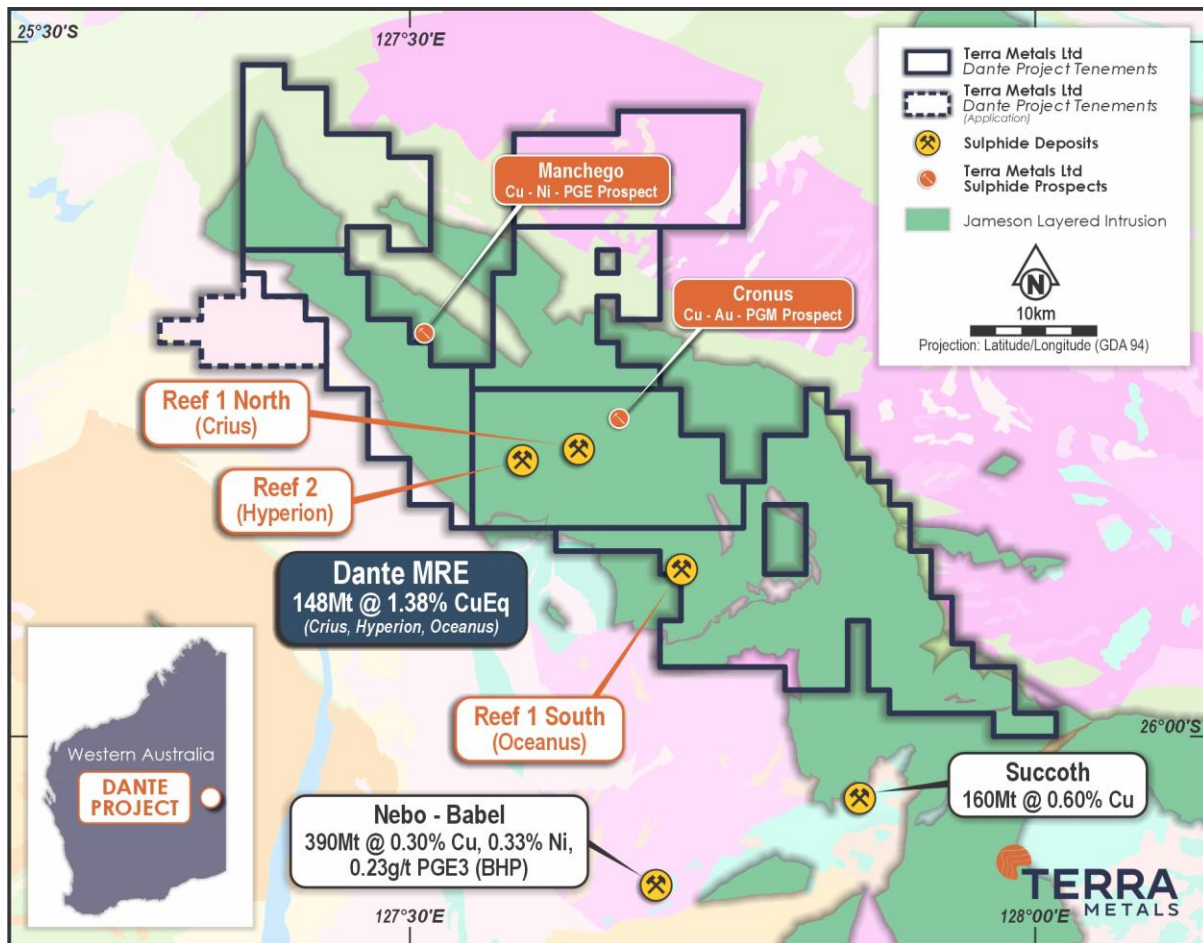 25°30'S
127°30'E
Terra Metals Ltd
Dante Project Tenements
Terra Metals Ltd
Dante Project Tenements
(Application)
Sulphide Deposits
Terra Metals Ltd
Sulphide Prospects
Jameson Layered Intrusion
N
10km
Projection: Latitude/Longitude (GDA 94)
Manchego
Cu - Ni - PGE Prospect
Cronus
Cu - Au - PGM Prospect
Reef 1 North
(Crius)
Reef 2
(Hyperion)
Dante MRE
148Mt @ 1.38% CuEq
(Crius, Hyperion, Oceanus)
Reef 1 South
(Oceanus)
26°00'S
Western Australia
DANTE
PROJECT
Succoth
160Mt @ 0.60% Cu
Nebo - Babel
390Mt @ 0.30% Cu, 0.33% Ni,
0.23g/t PGE3 (BHP)
TERRA
METALS
127°30'E
128°00'E